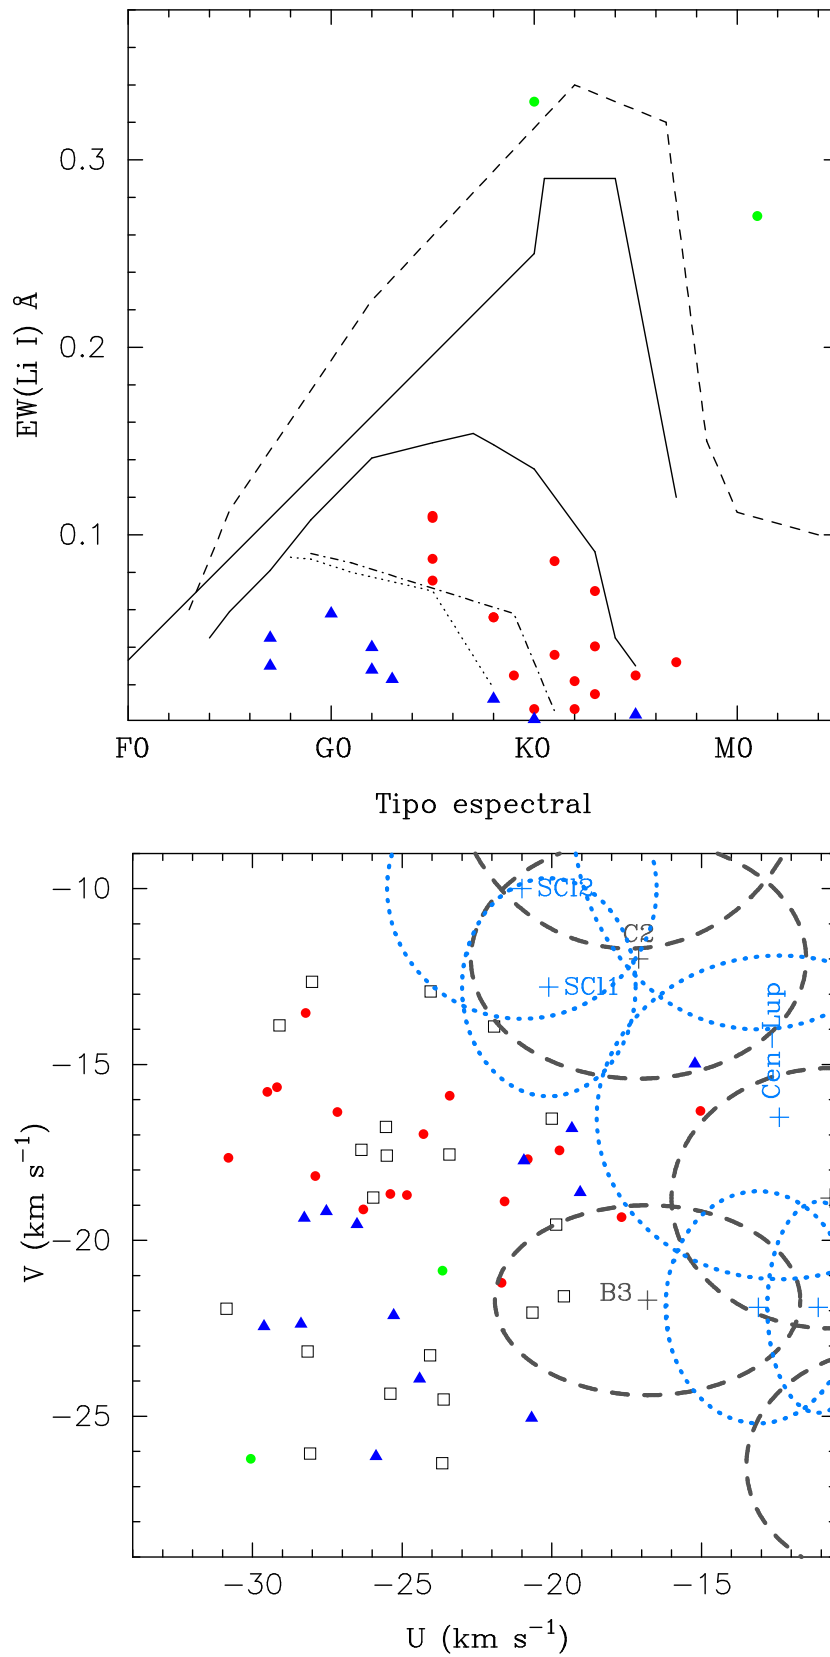 0.3
0.2
0.1
EW(Li I) Å
F0 G0 K0 M0
Tipo espectral
−10
−15
−20
−25
V (km s⁻¹)
SCl2
C2
SCl1
Cen−Lup
B3
−30 −25 −20 −15
U (km s⁻¹)